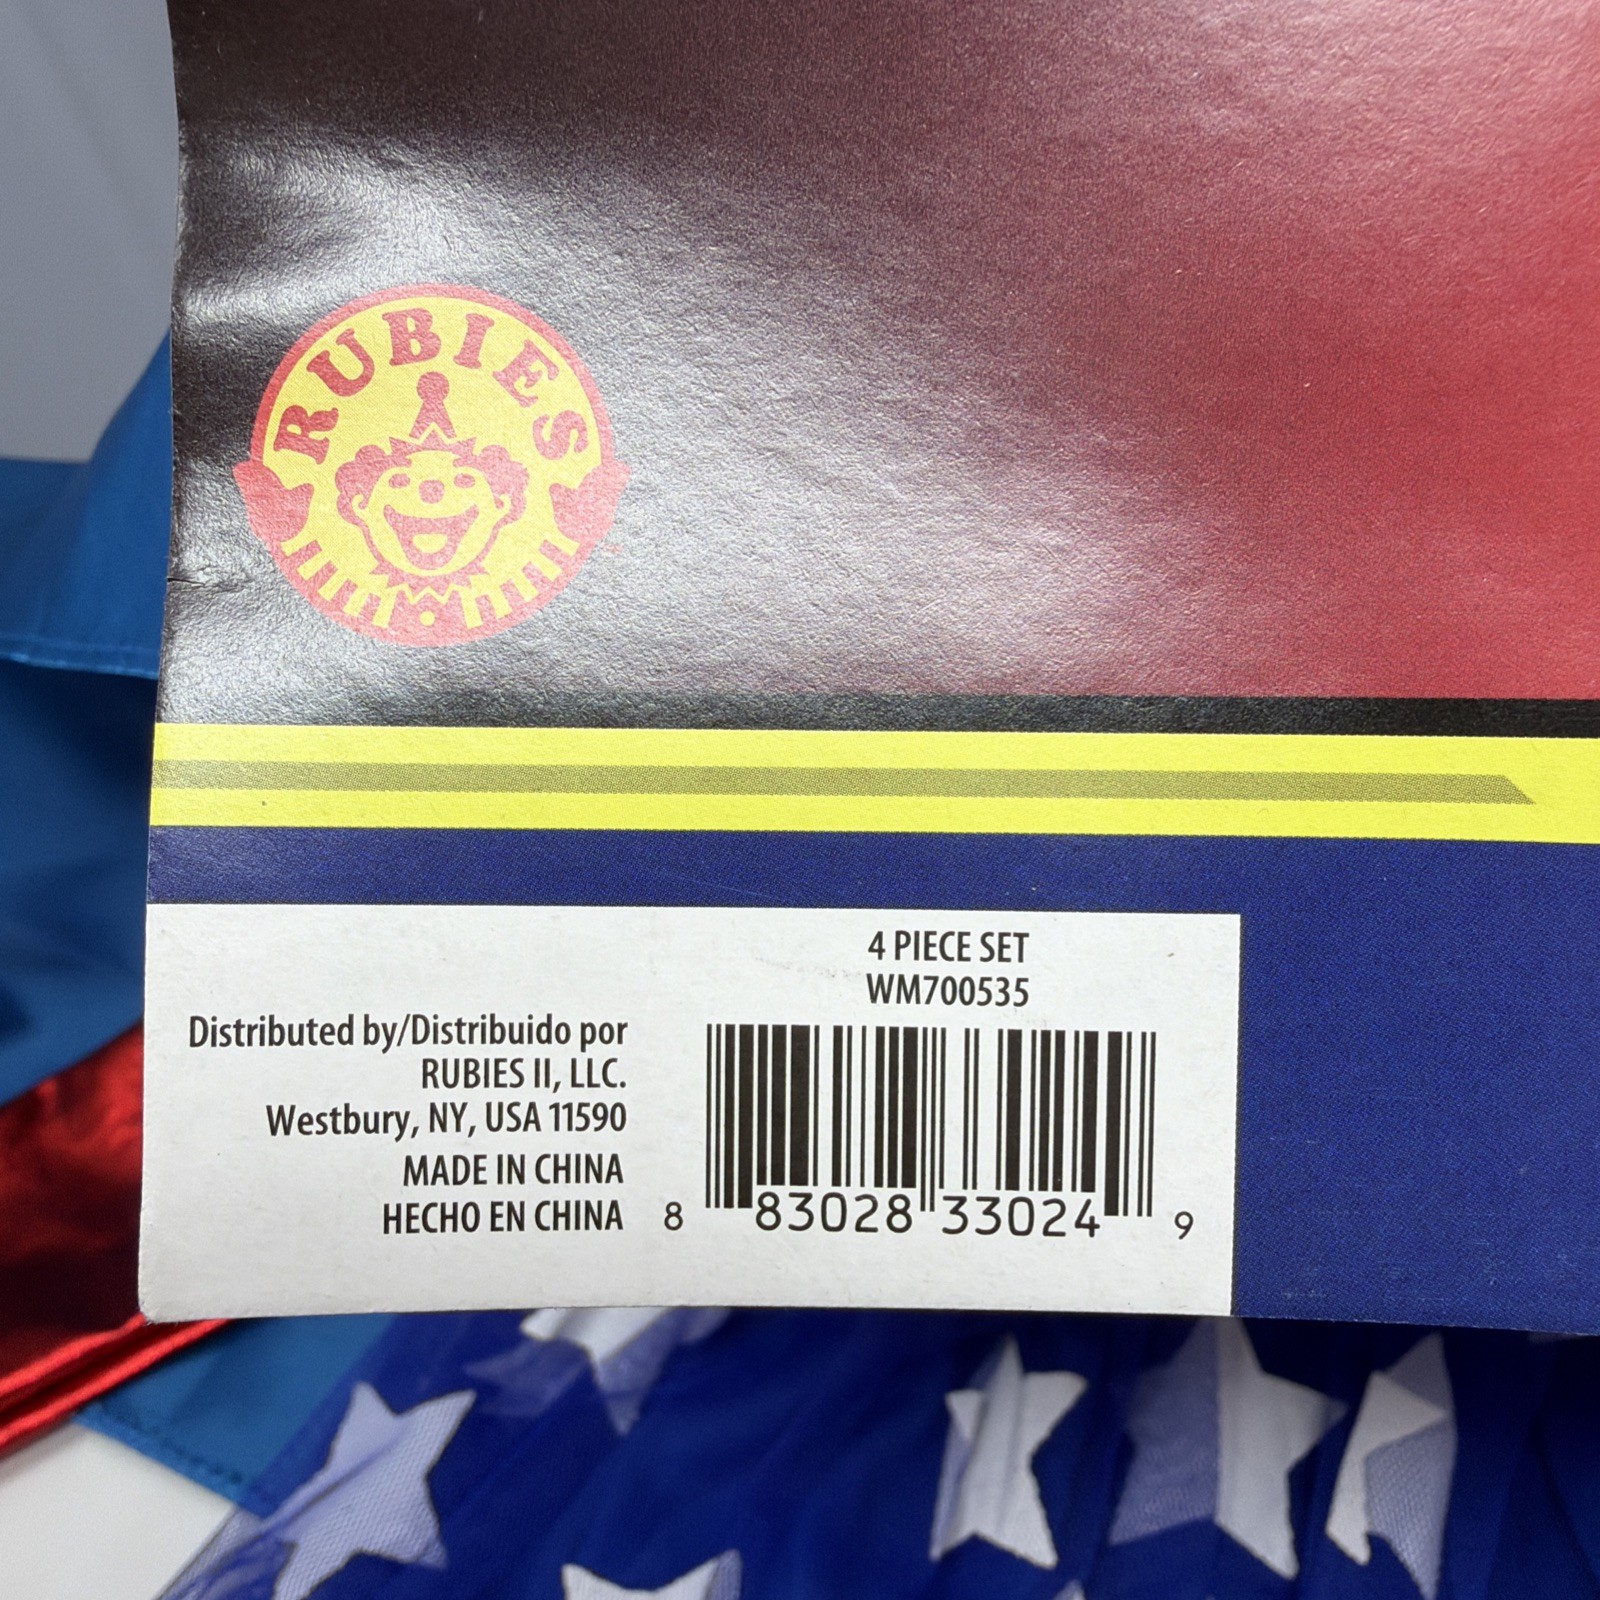 RUBIES
4 PIECE SET
WM700535
Distributed by/Distribuido por
RUBIES II, LLC.
Westbury, NY, USA 11590
MADE IN CHINA
HECHO EN CHINA
8 83028 33024 9